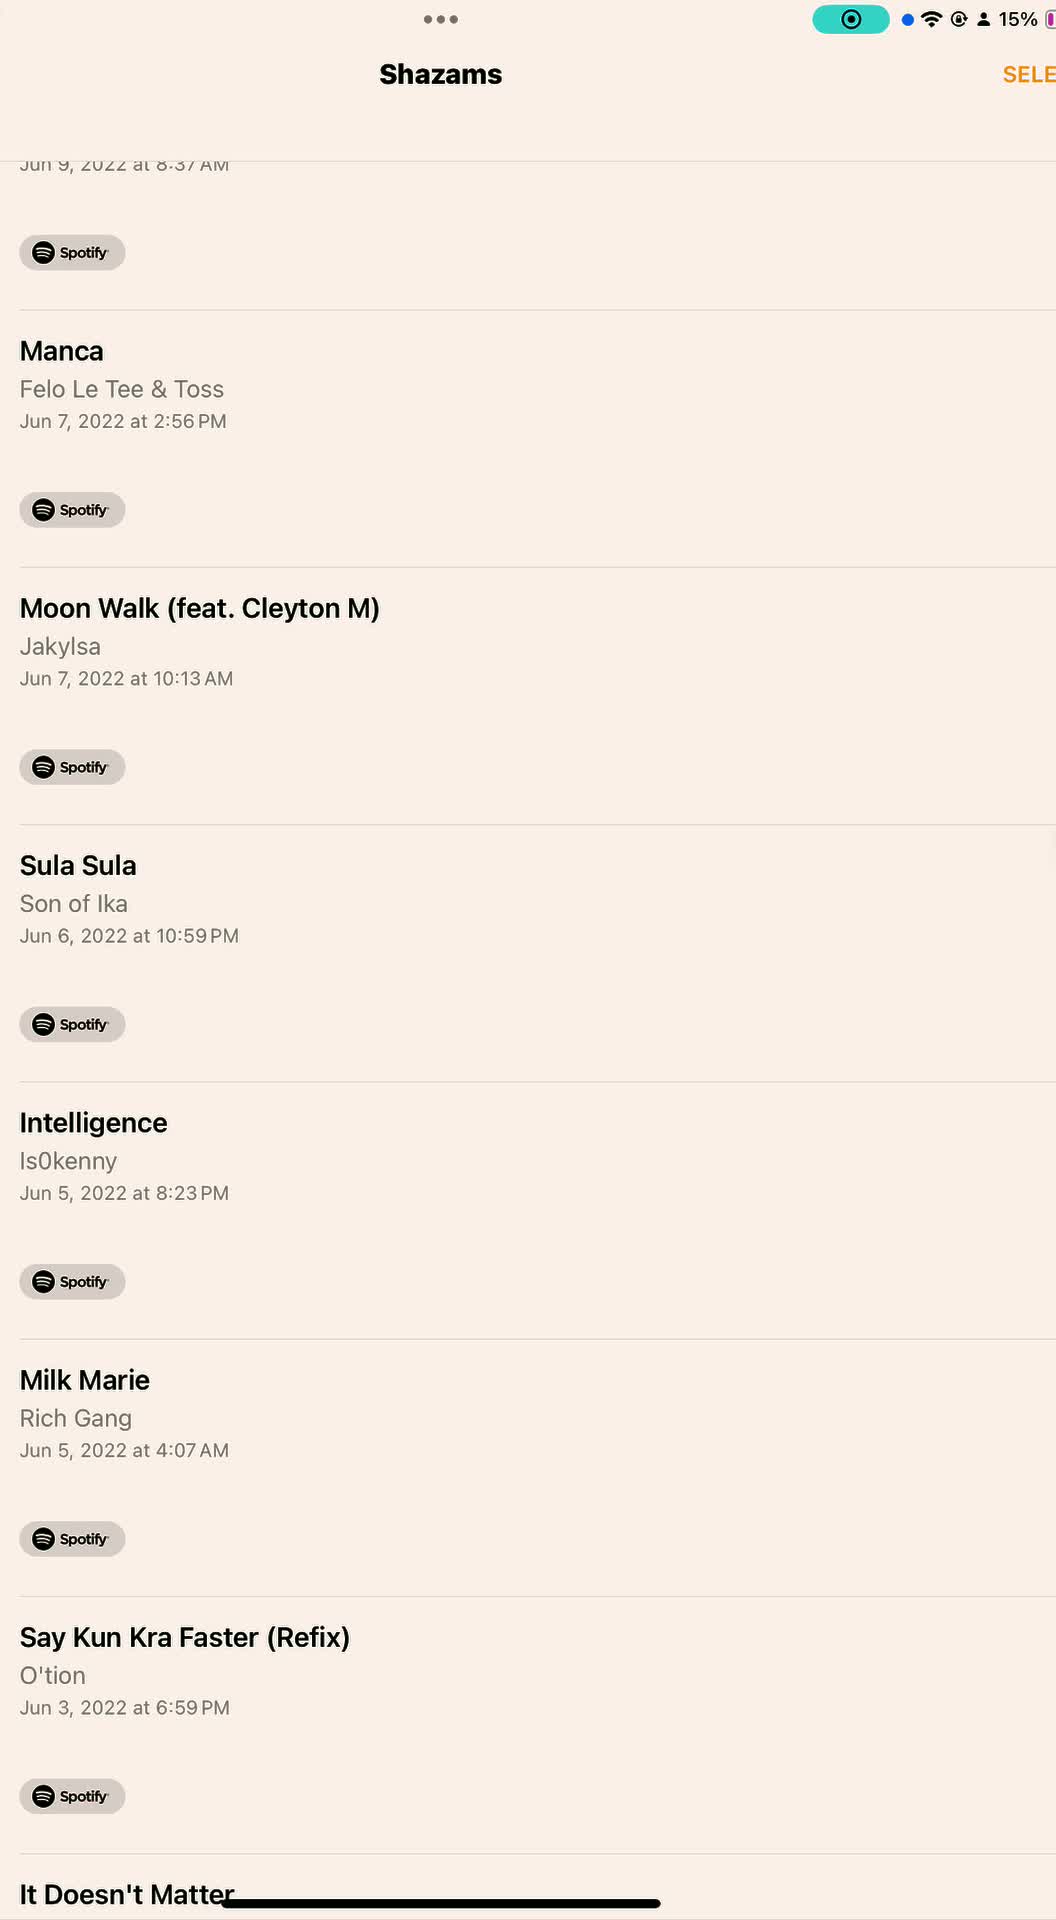 15%
Shazams
SELE
Jun 9, 2022 at 8:37 AM
Spotify
Manca
Felo Le Tee & Toss
Jun 7, 2022 at 2:56 PM
Spotify
Moon Walk (feat. Cleyton M)
Jakylsa
Jun 7, 2022 at 10:13 AM
Spotify
Sula Sula
Son of Ika
Jun 6, 2022 at 10:59 PM
Spotify
Intelligence
Is0kenny
Jun 5, 2022 at 8:23 PM
Spotify
Milk Marie
Rich Gang
Jun 5, 2022 at 4:07 AM
Spotify
Say Kun Kra Faster (Refix)
O'tion
Jun 3, 2022 at 6:59 PM
Spotify
It Doesn't Matter